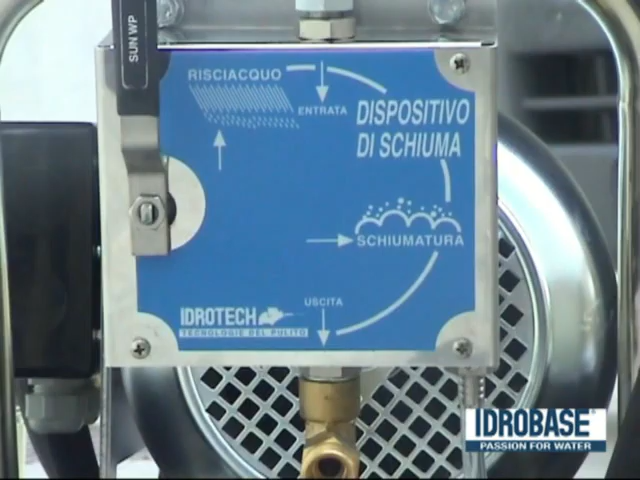 SUN WP
RISCIACQUO
ENTRATA
DISPOSITIVO
DI SCHIUMA
SCHIUMATURA
USCITA
IDROTECH
TECNOLOGIE DEL PULITO
IDROBASE®
PASSION FOR WATER